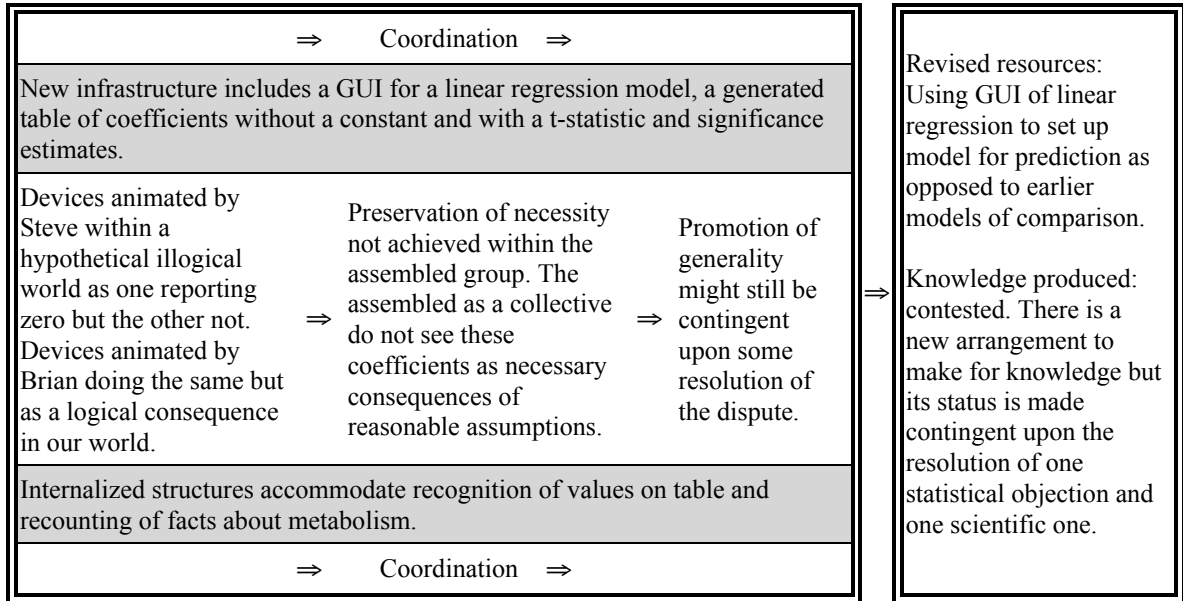 ⇒ Coordination ⇒
New infrastructure includes a GUI for a linear regression model, a generated
table of coefficients without a constant and with a t-statistic and significance
estimates.
Devices animated by
Steve within a
hypothetical illogical
world as one reporting
zero but the other not.
Devices animated by
Brian doing the same but
as a logical consequence
in our world.
⇒
Preservation of necessity
not achieved within the
assembled group. The
assembled as a collective
do not see these
coefficients as necessary
consequences of
reasonable assumptions.
⇒
Promotion of
generality
might still be
contingent
upon some
resolution of
the dispute.
Internalized structures accommodate recognition of values on table and
recounting of facts about metabolism.
⇒ Coordination ⇒
⇒
Revised resources:
Using GUI of linear
regression to set up
model for prediction as
opposed to earlier
models of comparison.
Knowledge produced:
contested. There is a
new arrangement to
make for knowledge but
its status is made
contingent upon the
resolution of one
statistical objection and
one scientific one.